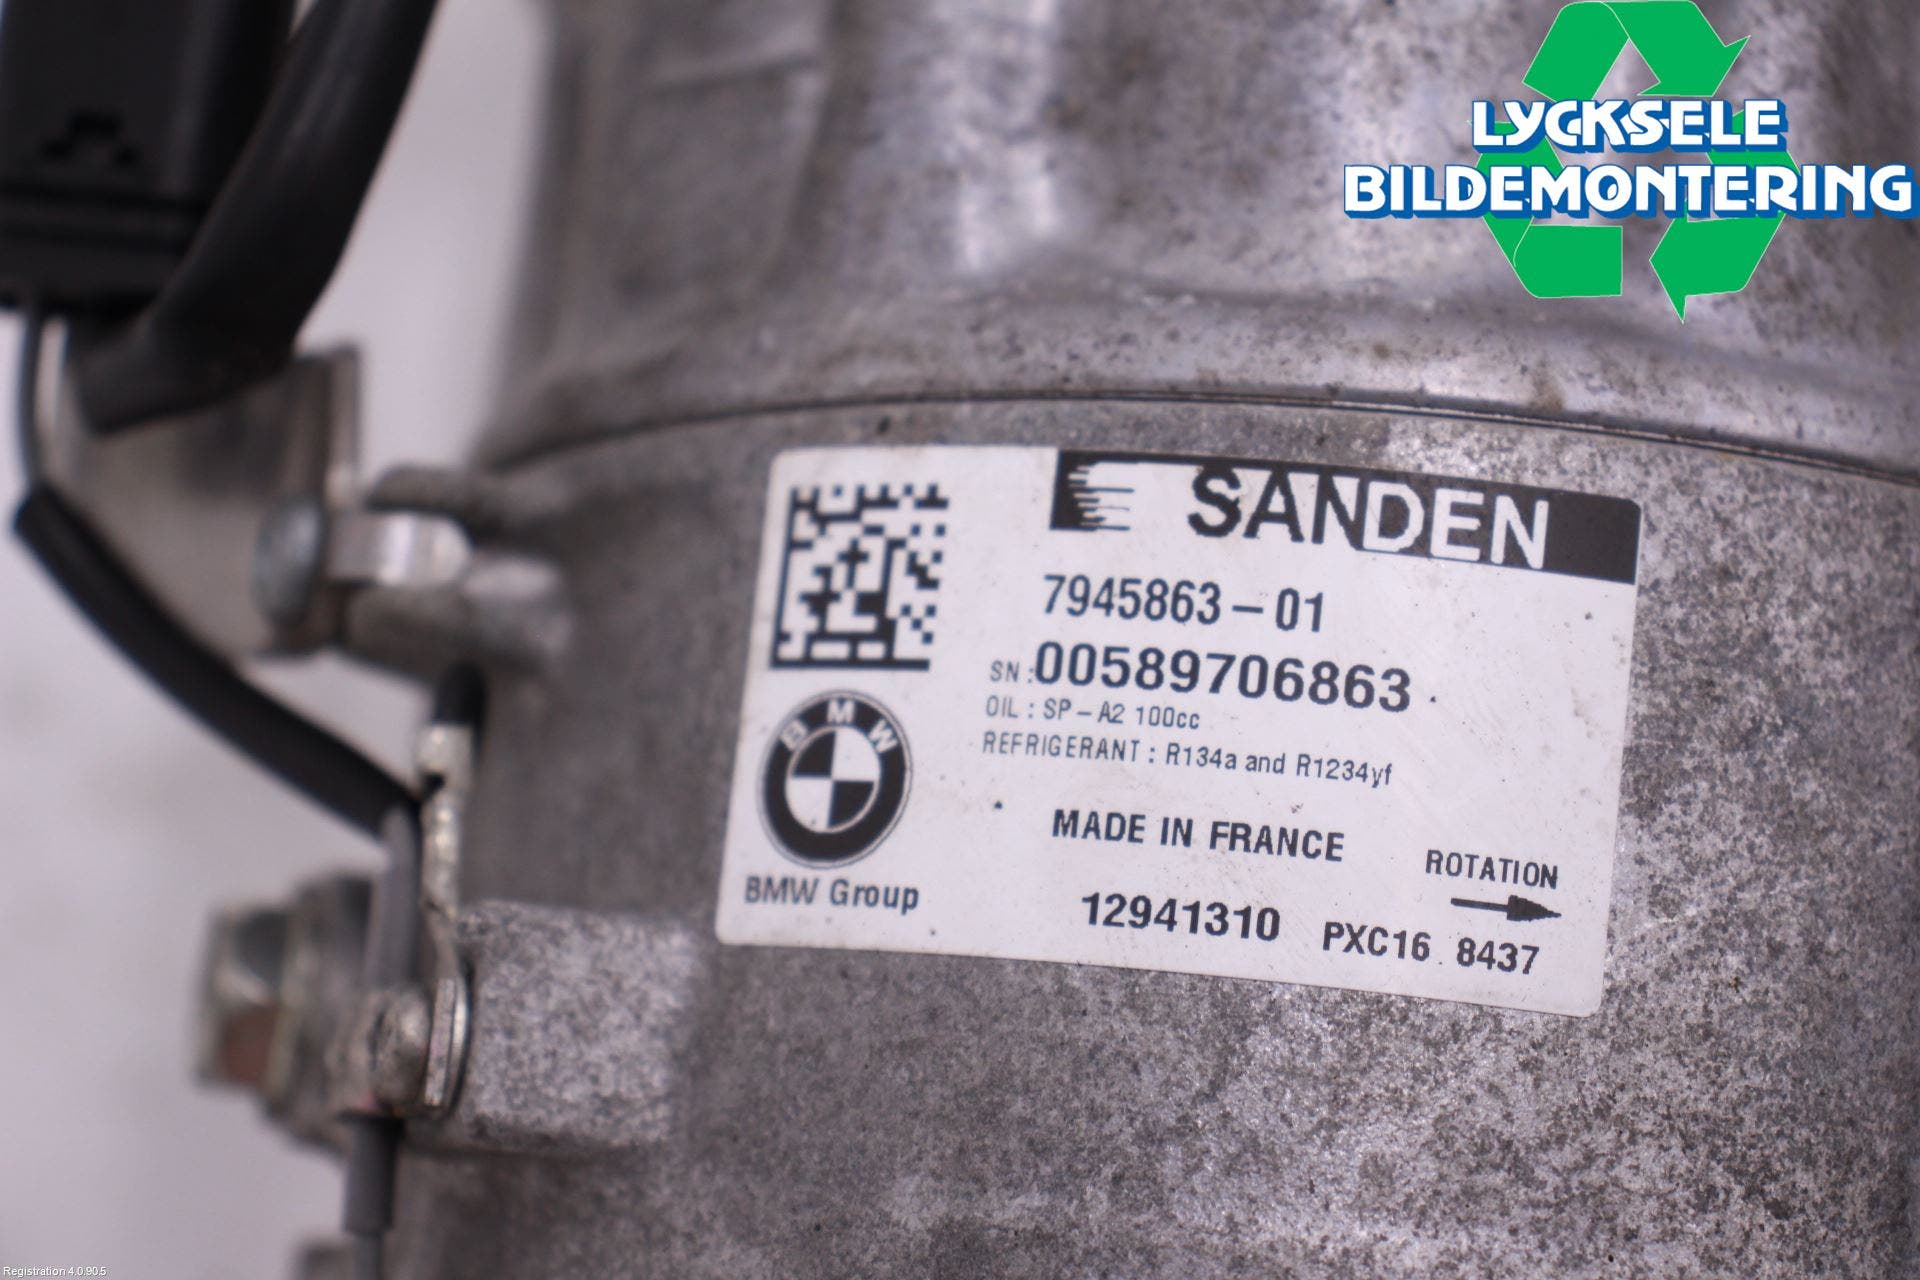 LYCKSELE
BILDEMONTERING
SANDEN
7945863-01
SN:00589706863
OIL : SP-A2 100cc
REFRIGERANT : R134a and R1234yf
BMW
MADE IN FRANCE
ROTATION
BMW Group
12941310 PXC16 8437
Registration 4.0.90.5